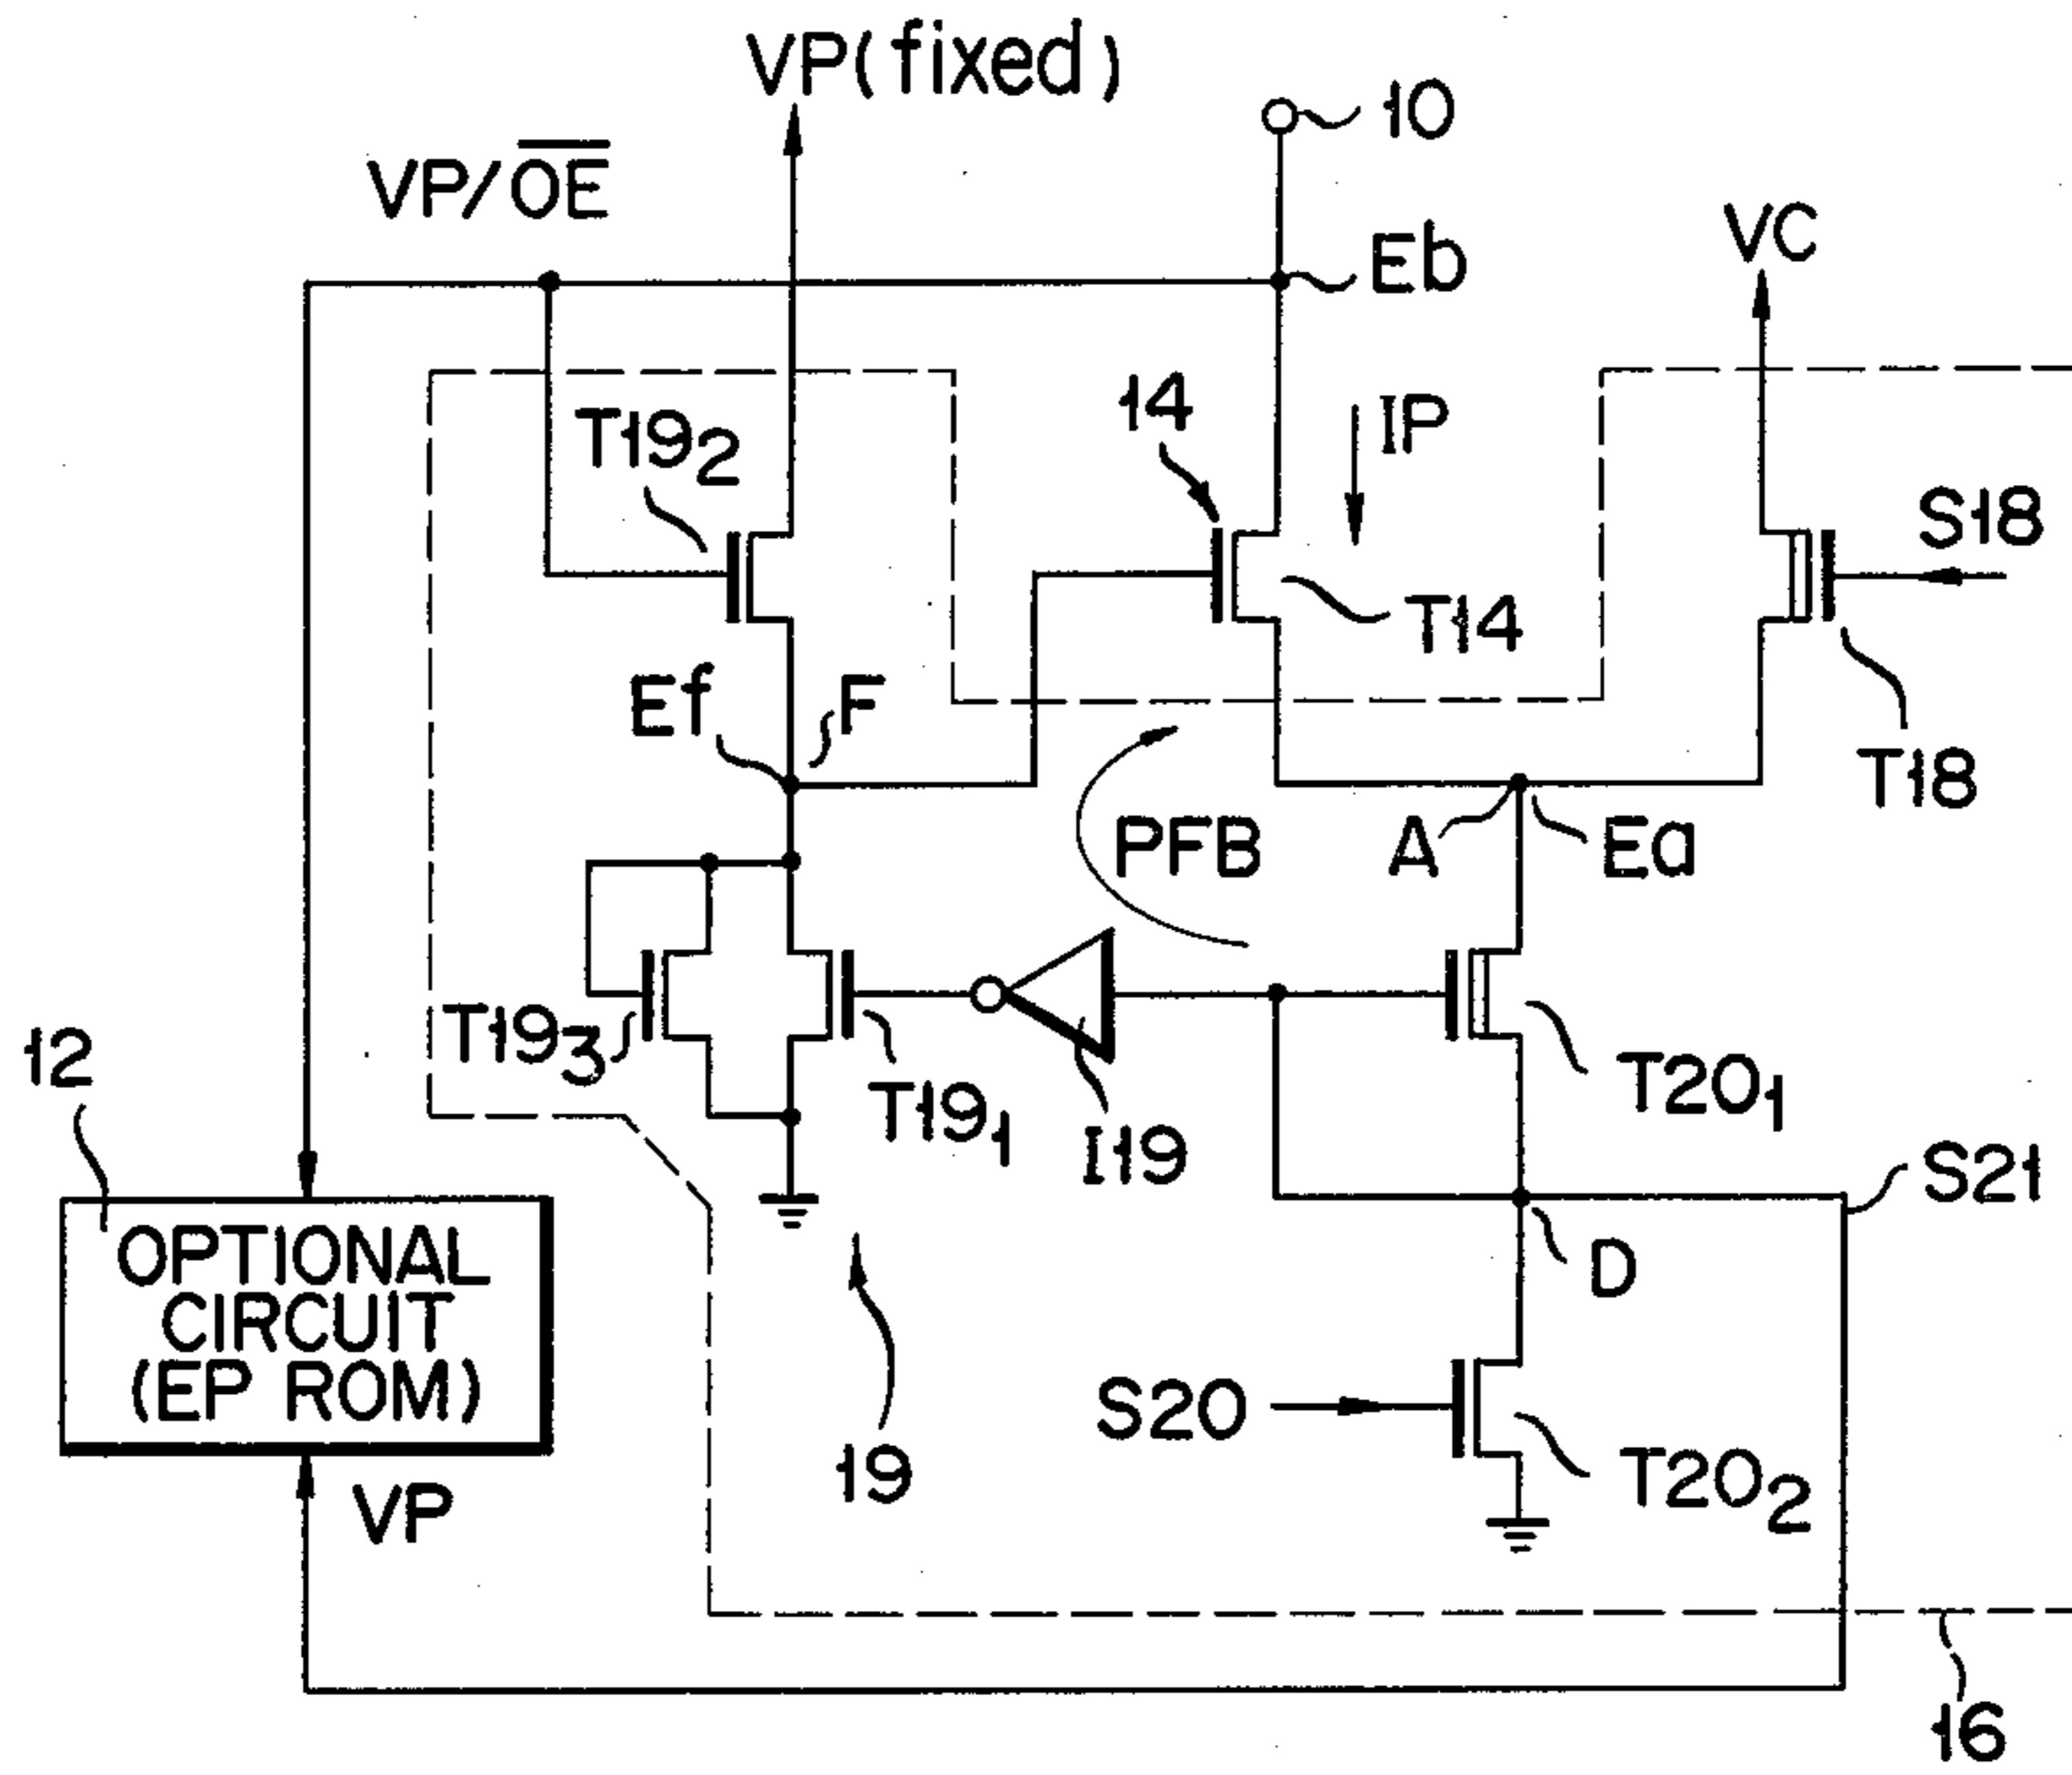 VP(fixed)
10
VP/O̅E̅
Eb
VC
14
IP
T19₂
S18
T14
Ef
F
T18
PFB
A
Ea
T19₃
12
T19₁
I19
T20₁
S21
OPTIONAL
CIRCUIT
(EP ROM)
D
S20
19
T20₂
VP
16